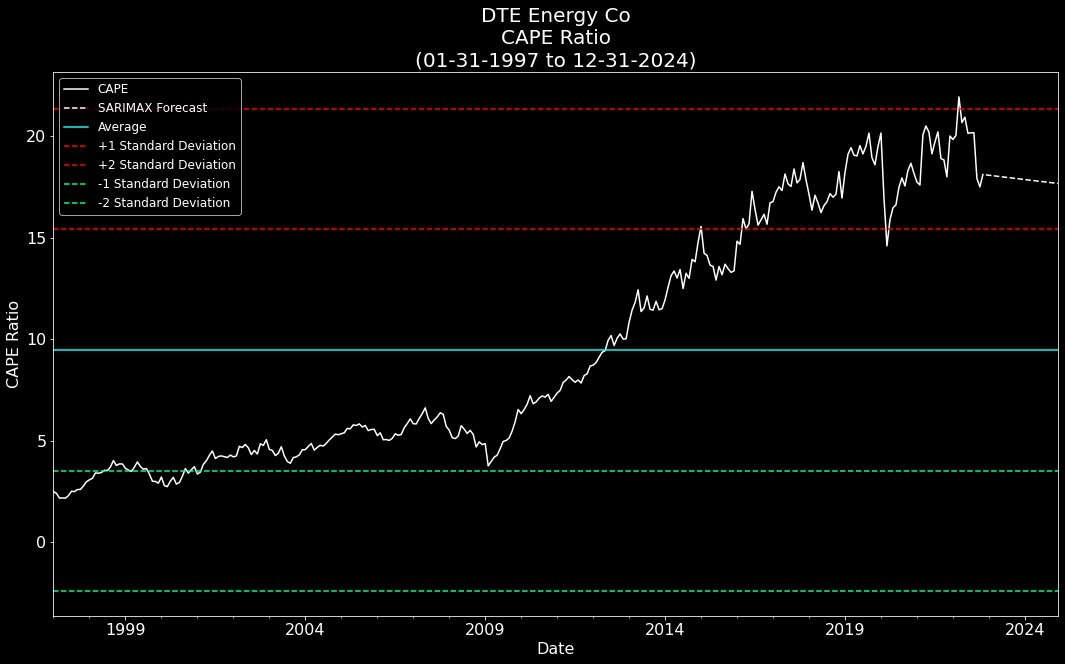 DTE Energy Co
CAPE Ratio
(01-31-1997 to 12-31-2024)
CAPE
SARIMAX Forecast
Average
+1 Standard Deviation
+2 Standard Deviation
-1 Standard Deviation
-2 Standard Deviation
20
15
10
5
0
CAPE Ratio
1999
2004
2009
2014
2019
2024
Date